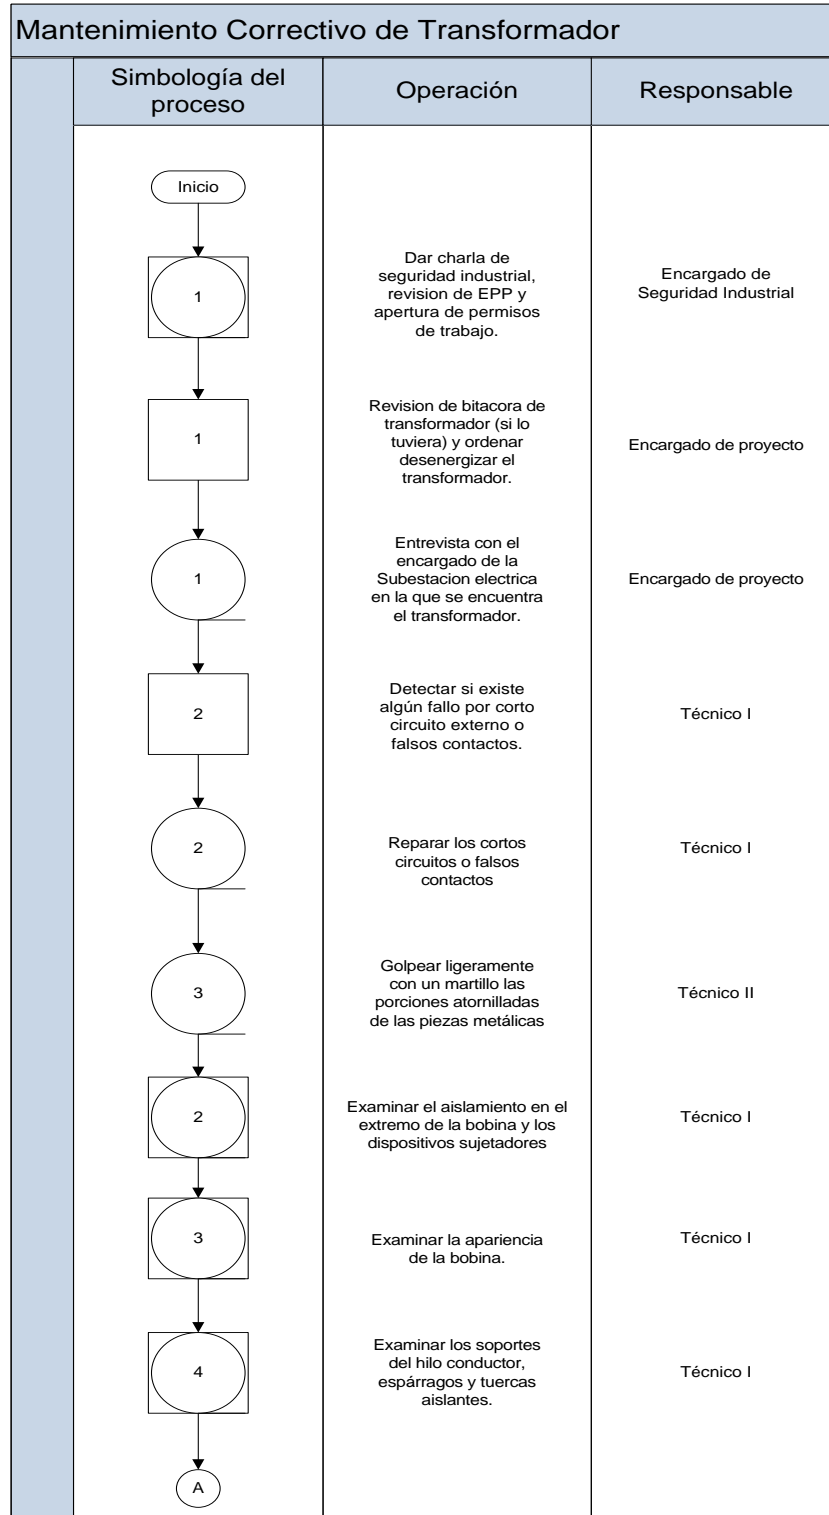 Mantenimiento Correctivo de Transformador
Simbología del
proceso
Operación
Responsable
Inicio
1
Dar charla de
seguridad industrial,
revision de EPP y
apertura de permisos
de trabajo.
Encargado de
Seguridad Industrial
1
Revision de bitacora de
transformador (si lo
tuviera) y ordenar
desenergizar el
transformador.
Encargado de proyecto
1
Entrevista con el
encargado de la
Subestacion electrica
en la que se encuentra
el transformador.
Encargado de proyecto
2
Detectar si existe
algún fallo por corto
circuito externo o
falsos contactos.
Técnico I
2
Reparar los cortos
circuitos o falsos
contactos
Técnico I
3
Golpear ligeramente
con un martillo las
porciones atornilladas
de las piezas metálicas
Técnico II
2
Examinar el aislamiento en el
extremo de la bobina y los
dispositivos sujetadores
Técnico I
3
Examinar la apariencia
de la bobina.
Técnico I
4
Examinar los soportes
del hilo conductor,
espárragos y tuercas
aislantes.
Técnico I
A